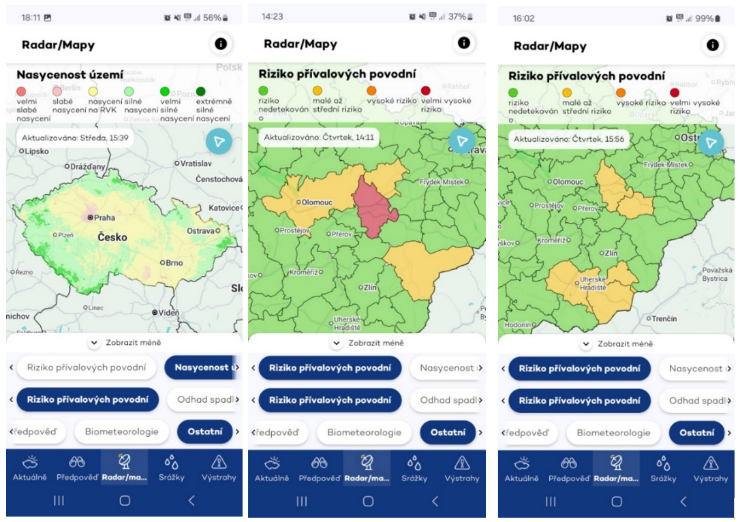 18:11
56%
Radar/Mapy
Nasycenost území
velmi slabé nasycení
slabé nasycení
nasycení na RVK
silné nasycení
velmi silné nasycení
extrémně silné nasycení
Aktualizováno: Středa, 15:39
Polsk
Lipsko
Drážďany
Vratislav
Čenstochová
Katovice
Praha
Plzeň
Česko
Ostrava
Brno
Řezno
Linec
Vídeň
nichov
Zobrazit méně
Riziko přívalových povodní
Nasycenost ú
Riziko přívalových povodní
Odhad spadl
ředpověď
Biometeorologie
Ostatní
Aktuálně
Předpověď
Radar/ma...
Srážky
Výstrahy
14:23
37%
Radar/Mapy
Riziko přívalových povodní
riziko nedetekováno
malé až střední riziko
vysoké riziko
velmi vysoké riziko
Aktualizováno: Čtvrtek, 14:11
Opava
Frýdek-Místek
Olomouc
Prostějov
Přerov
Kroměříž
Zlín
Uherské
Hradiště
Zobrazit méně
Riziko přívalových povodní
Nasycenost
Riziko přívalových povodní
Odhad spadl
ředpověď
Biometeorologie
Ostatní
Aktuálně
Předpověď
Radar/ma...
Srážky
Výstrahy
16:02
99%
Radar/Mapy
Riziko přívalových povodní
riziko nedetekováno
malé až střední riziko
vysoké riziko
velmi vysoké riziko
Aktualizováno: Čtvrtek, 15:56
Ostr
Frýdek-Místek
Olomouc
Prostějov
Přerov
yškov
Kroměříž
Zlín
Považská
Bystrica
Uherské
Hradiště
Trenčín
Hodonín
Zobrazit méně
Riziko přívalových povodní
Nasycenost
Riziko přívalových povodní
Odhad spadl
ředpověď
Biometeorologie
Ostatní
Aktuálně
Předpověď
Radar/ma...
Srážky
Výstrahy